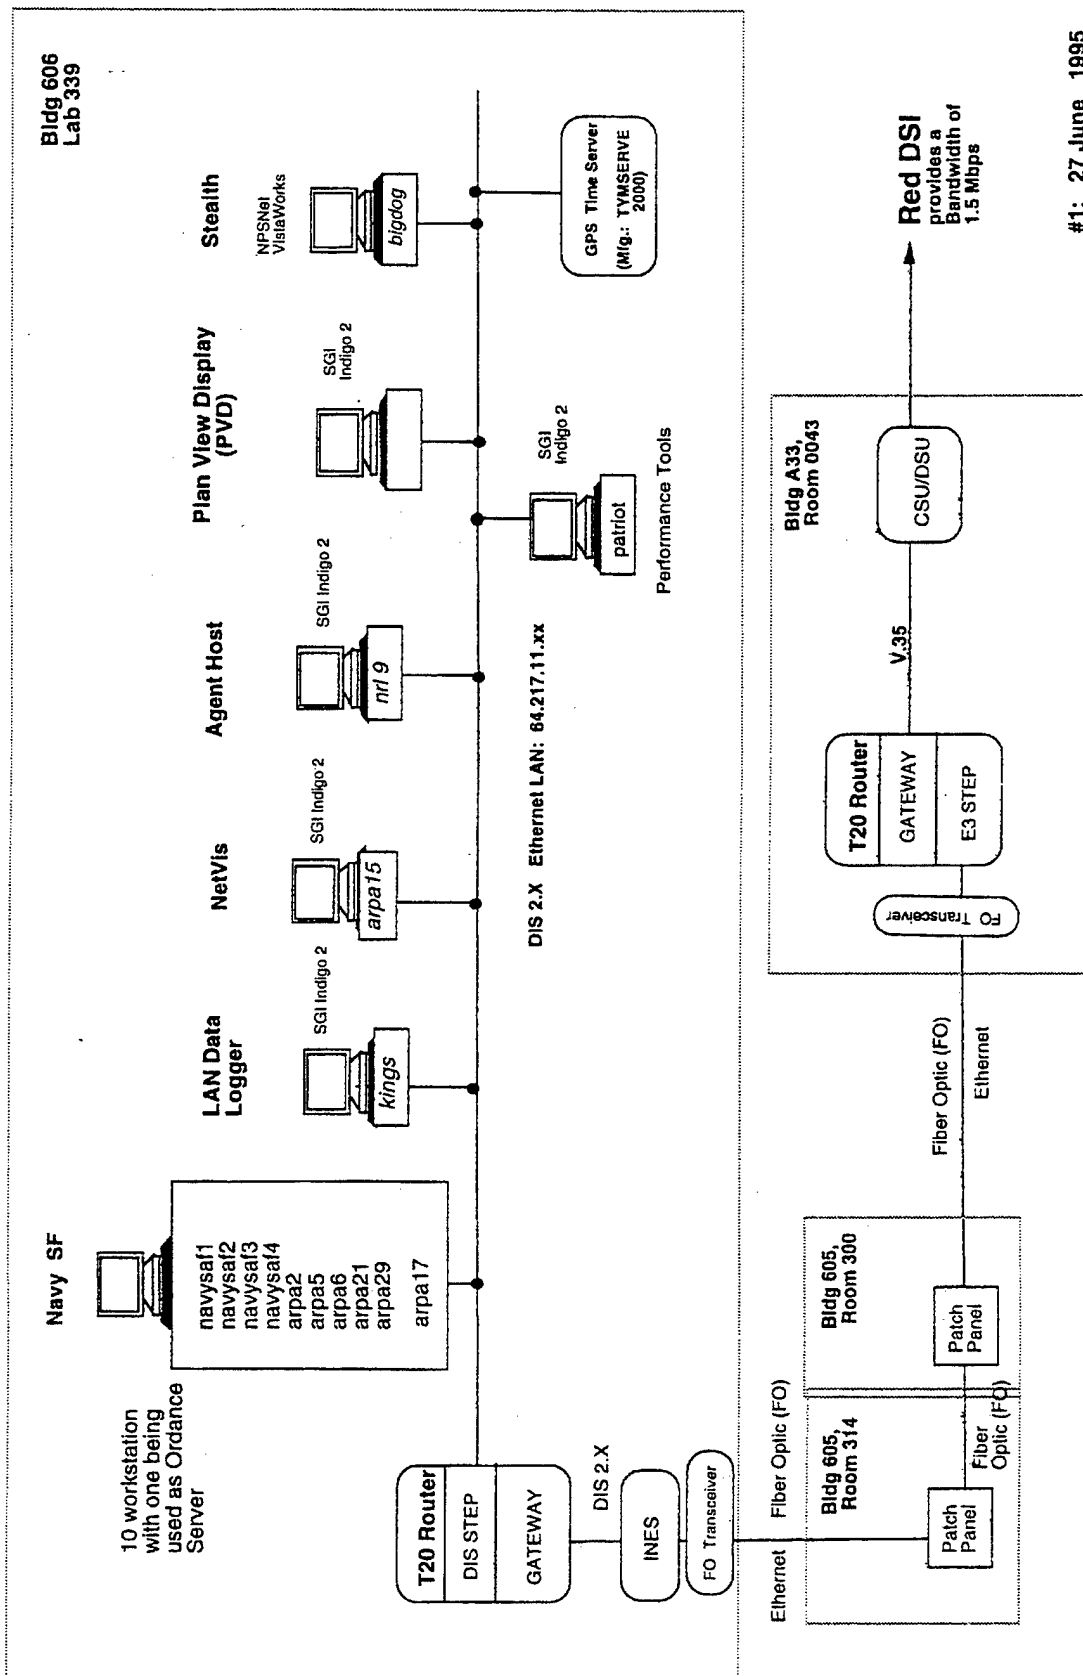 Bldg 606
Lab 339
Navy SF
10 workstation
with one being
used as Ordance
Server
navysaf1
navysaf2
navysaf3
navysaf4
arpa2
arpa5
arpa6
arpa21
arpa29
arpa17
LAN Data
Logger
SGI Indigo 2
kings
NetVis
SGI Indigo 2
arpa15
Agent Host
SGI Indigo 2
nrl 9
Plan View Display
(PVD)
SGI
Indigo 2
Stealth
NPSNet
VistaWorks
bigdog
SGI
Indigo 2
patriot
Performance Tools
GPS Time Server
(Mfg.: TYMSERVE
2000)
DIS 2.X Ethernet LAN: 64.217.11.xx
T20 Router
DIS STEP
GATEWAY
DIS 2.X
INES
FO Transceiver
Ethernet
Fiber Optic (FO)
Bldg 605,
Room 314
Patch
Panel
Fiber
Optic (FO)
Bldg 605,
Room 300
Patch
Panel
Fiber Optic (FO)
Ethernet
Bldg A33,
Room 0043
FO Transceiver
T20 Router
GATEWAY
E3 STEP
V.35
CSU/DSU
Red DSI
provides a
Bandwidth of
1.5 Mbps
#1: 27 June 1995